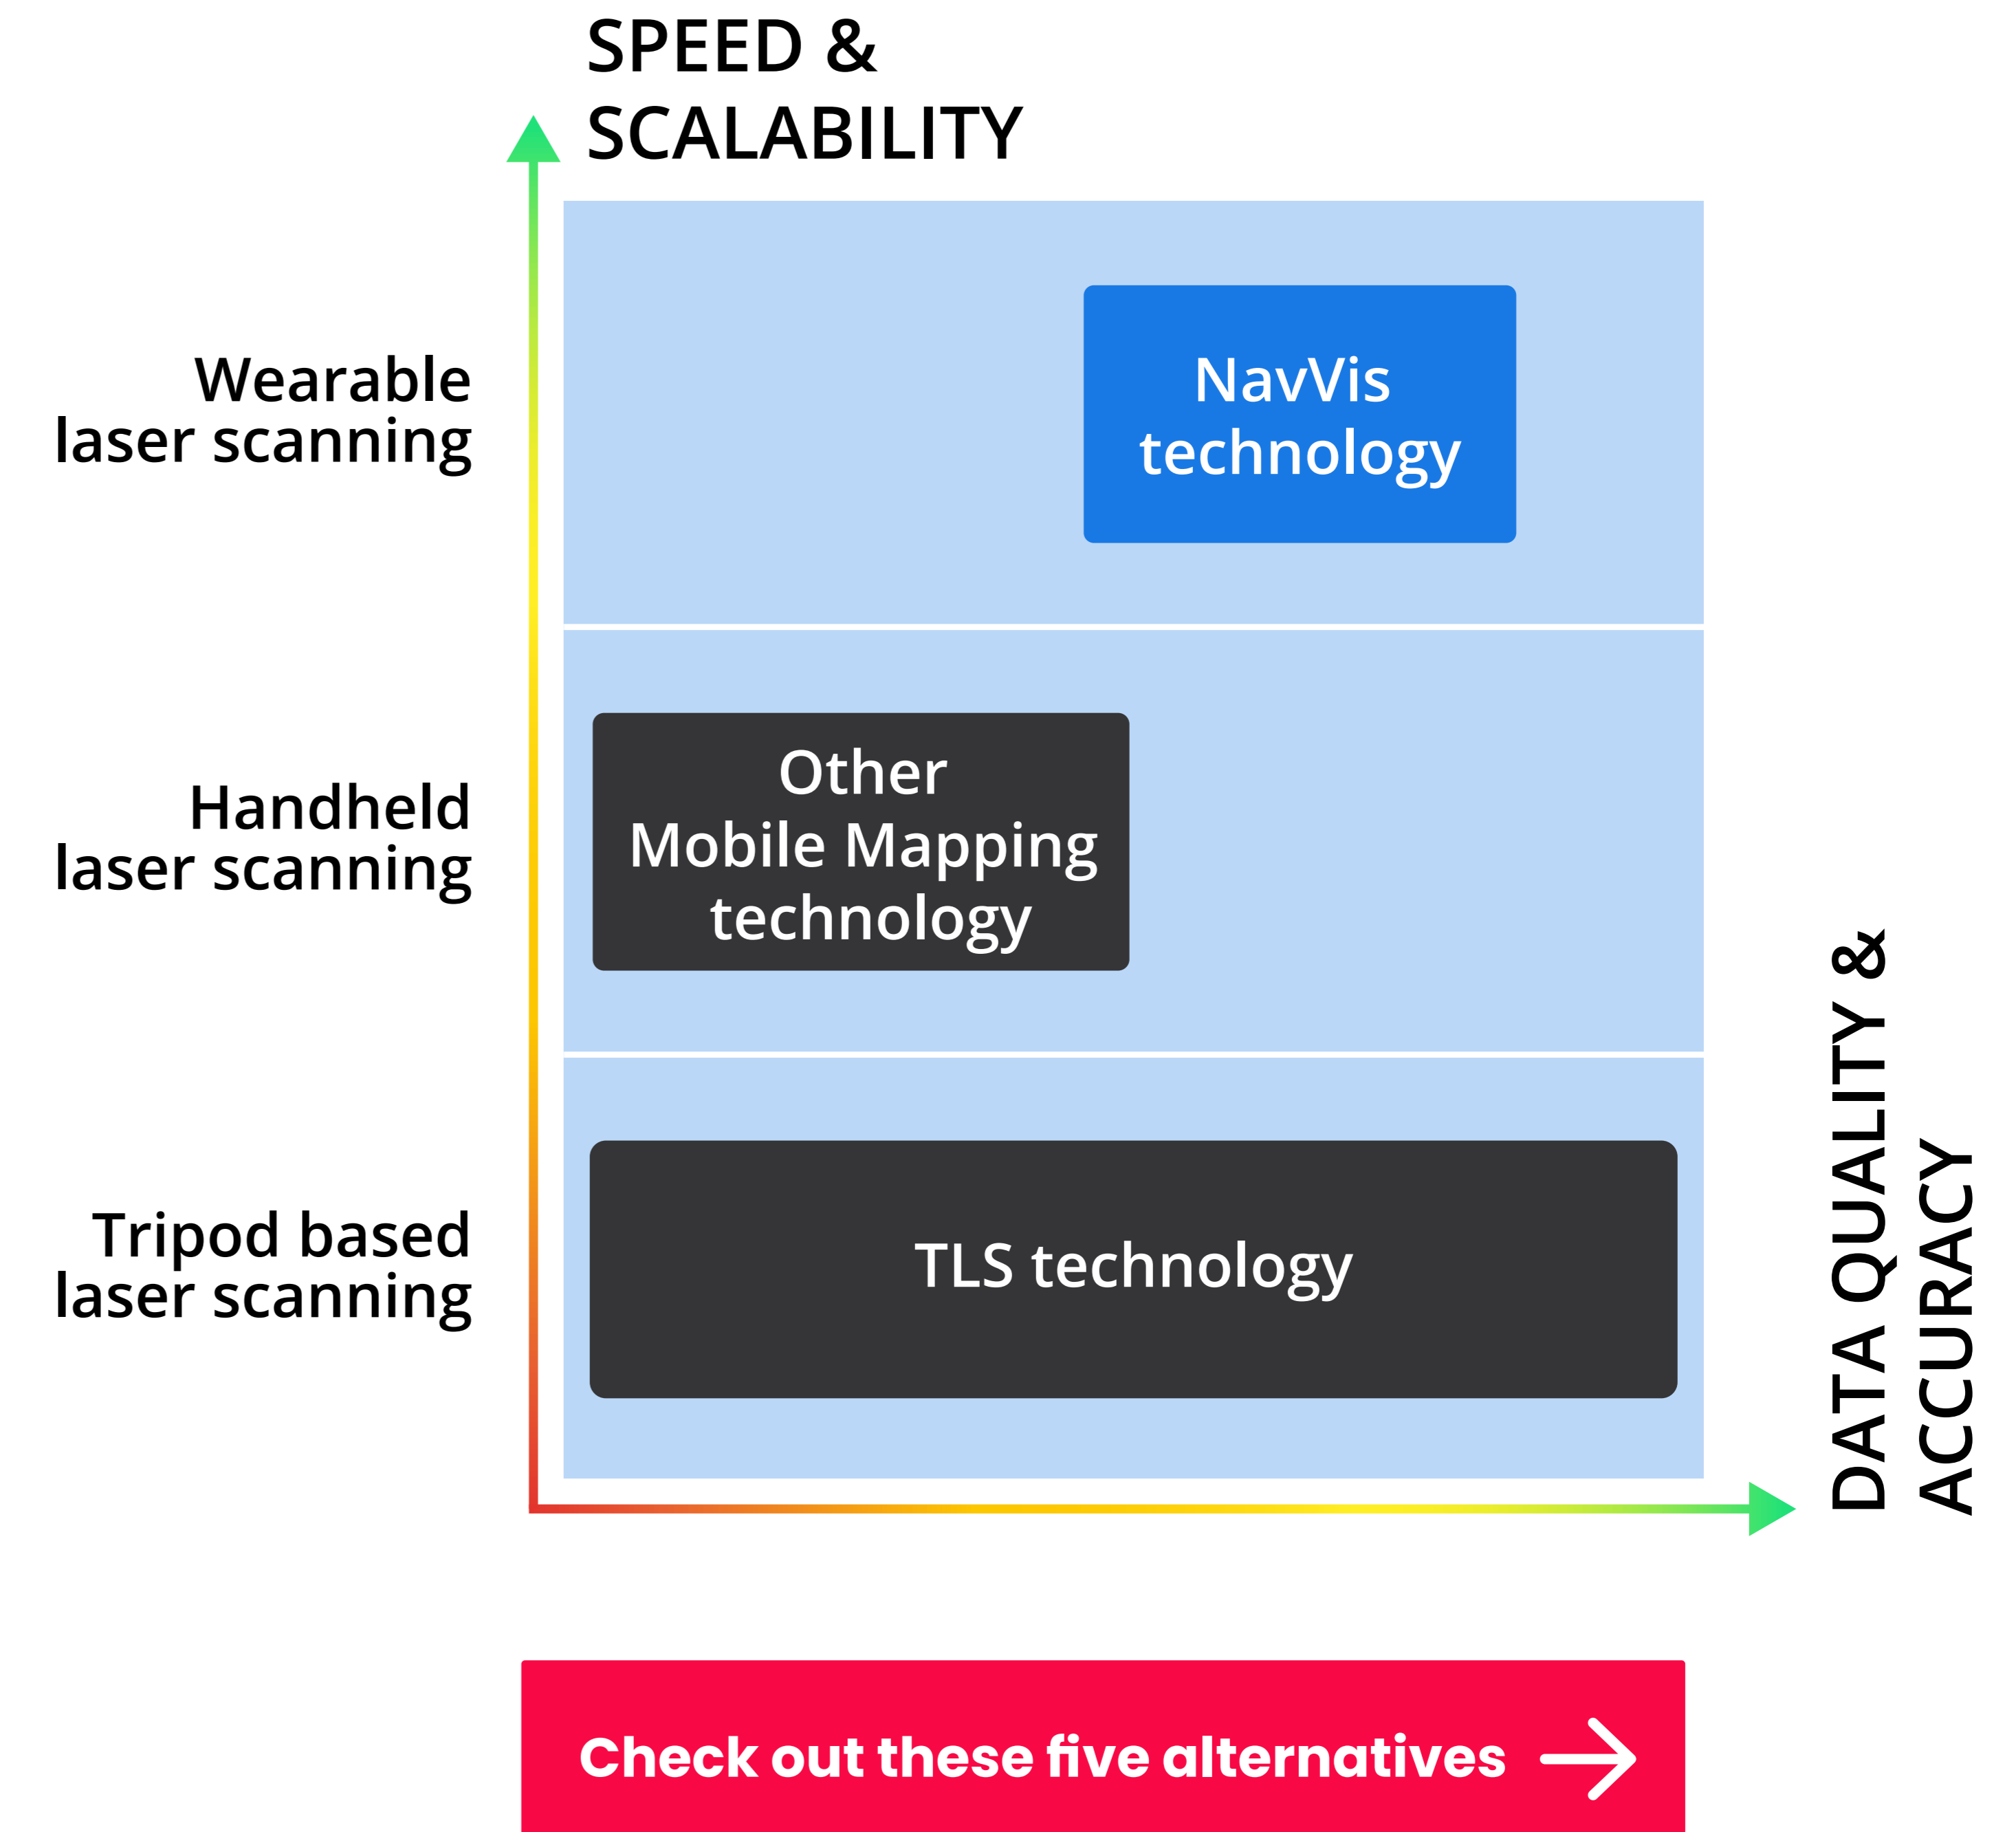 SPEED &
SCALABILITY
Wearable
laser scanning
NavVis
technology
Handheld
laser scanning
Other
Mobile Mapping
technology
Tripod based
laser scanning
TLS technology
DATA QUALITY &
ACCURACY
Check out these five alternatives